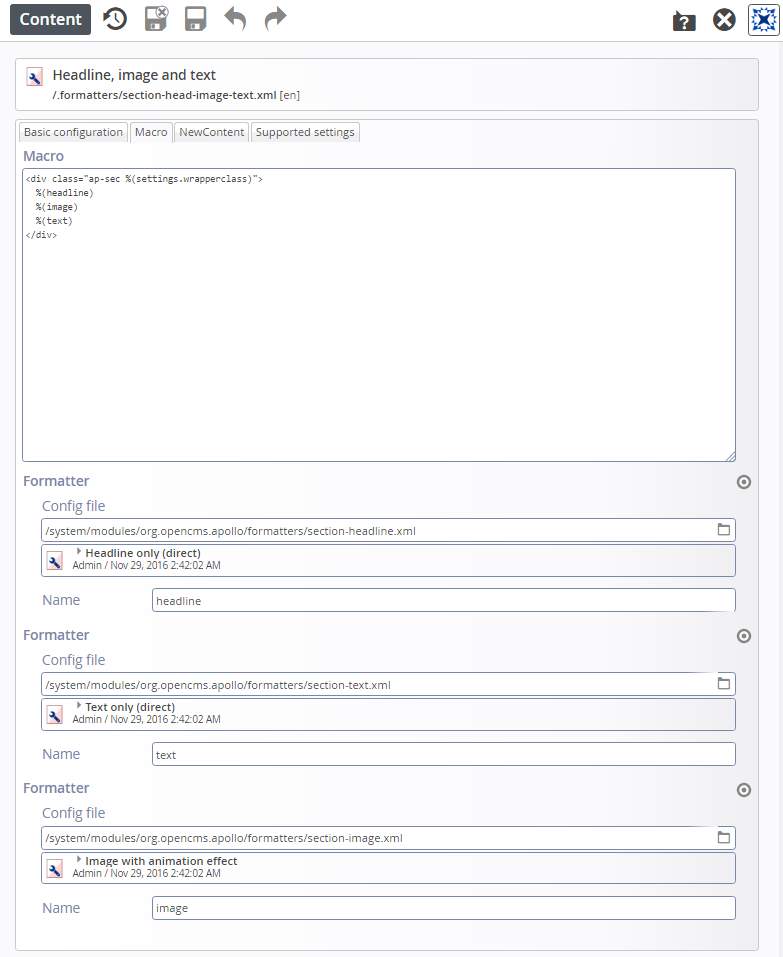 Content
Headline, image and text
/.formatters/section-head-image-text.xml [en]
Basic configuration Macro NewContent Supported settings
Macro
<div class="ap-sec %(settings.wrapperclass)">
%(headline)
%(image)
%(text)
</div>
Formatter
Config file
/system/modules/org.opencms.apollo/formatters/section-headline.xml
Headline only (direct)
Admin / Nov 29, 2016 2:42:02 AM
Name headline
Formatter
Config file
/system/modules/org.opencms.apollo/formatters/section-text.xml
Text only (direct)
Admin / Nov 29, 2016 2:42:02 AM
Name text
Formatter
Config file
/system/modules/org.opencms.apollo/formatters/section-image.xml
Image with animation effect
Admin / Nov 29, 2016 2:42:02 AM
Name image